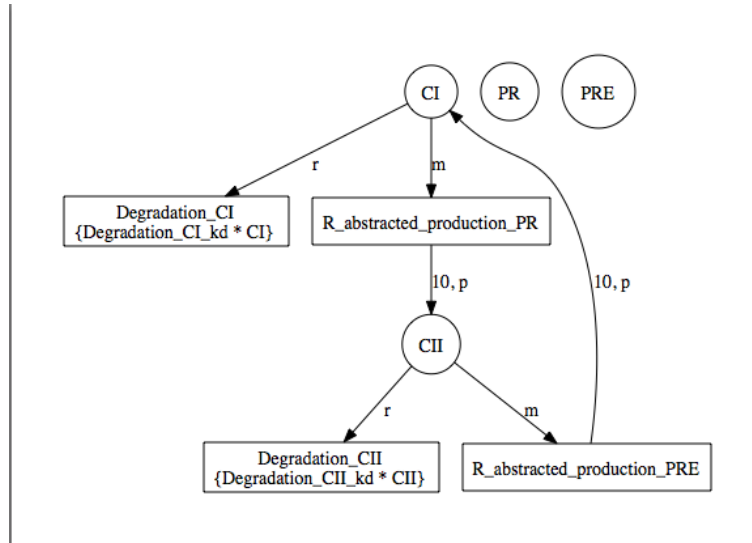 CI
PR
PRE
r
m
Degradation_CI
{Degradation_CI_kd * CI}
R_abstracted_production_PR
10, p
10, p
CII
r
m
Degradation_CII
{Degradation_CII_kd * CII}
R_abstracted_production_PRE